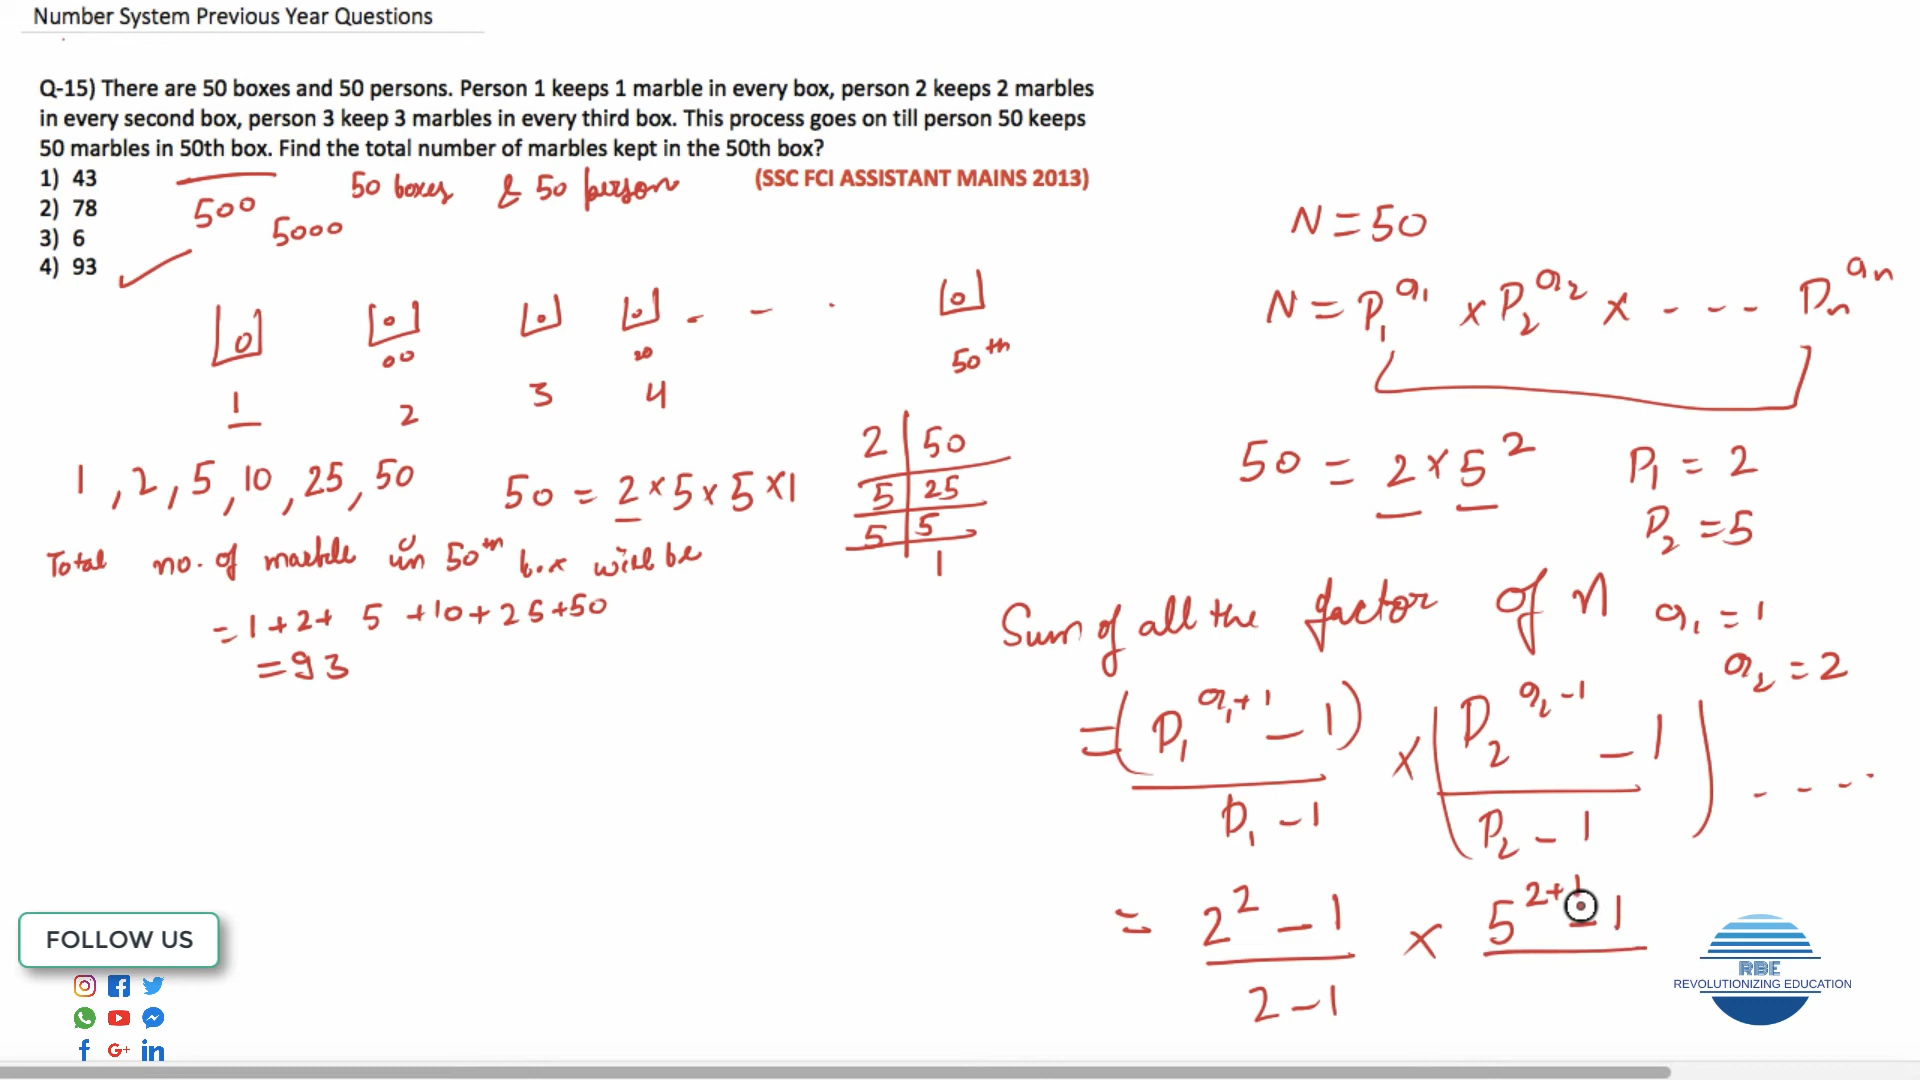 Number System Previous Year Questions
Q-15) There are 50 boxes and 50 persons. Person 1 keeps 1 marble in every box, person 2 keeps 2 marbles
in every second box, person 3 keep 3 marbles in every third box. This process goes on till person 50 keeps
50 marbles in 50th box. Find the total number of marbles kept in the 50th box?
1) 43
2) 78
3) 6
4) 93
(SSC FCI ASSISTANT MAINS 2013)
50 boxes & 50 person
500
5000
50th
1 2 3 4
1, 2, 5, 10, 25, 50
50 = 2 × 5 × 5 × 1
2 | 50
5 | 25
5 | 5
1
Total no. of marble in 50th box will be
= 1 + 2 + 5 + 10 + 25 + 50
= 93
N = 50
N = P₁^a₁ × P₂^a₂ × - - - - Pn^an
50 = 2 × 5²
P₁ = 2
P₂ = 5
Sum of all the factor of n
a₁ = 1
a₂ = 2
= (P₁^a₁+1 - 1) / P₁ - 1 × (P₂^a₂-1 - 1 / P₂ - 1) - - - -
= 2² - 1 / 2 - 1 × 5^2+1 - 1
FOLLOW US
RBE
REVOLUTIONIZING EDUCATION